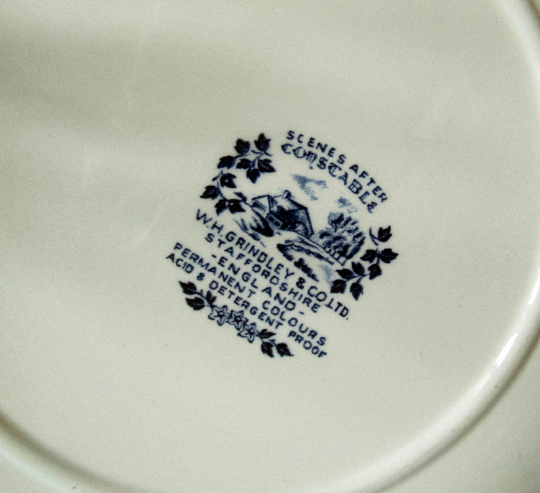 SCENES AFTER
CONSTABLE
W.H. GRINDLEY & CO LTD.
STAFFORDSHIRE
-ENGLAND-
PERMANENT COLOURS
ACID & DETERGENT PROOF